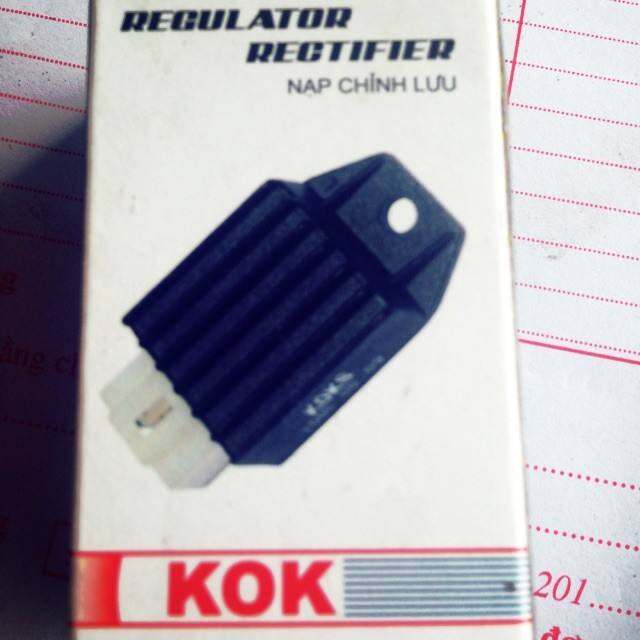 REGULATOR
RECTIFIER
NẠP CHỈNH LƯU
KOK
201